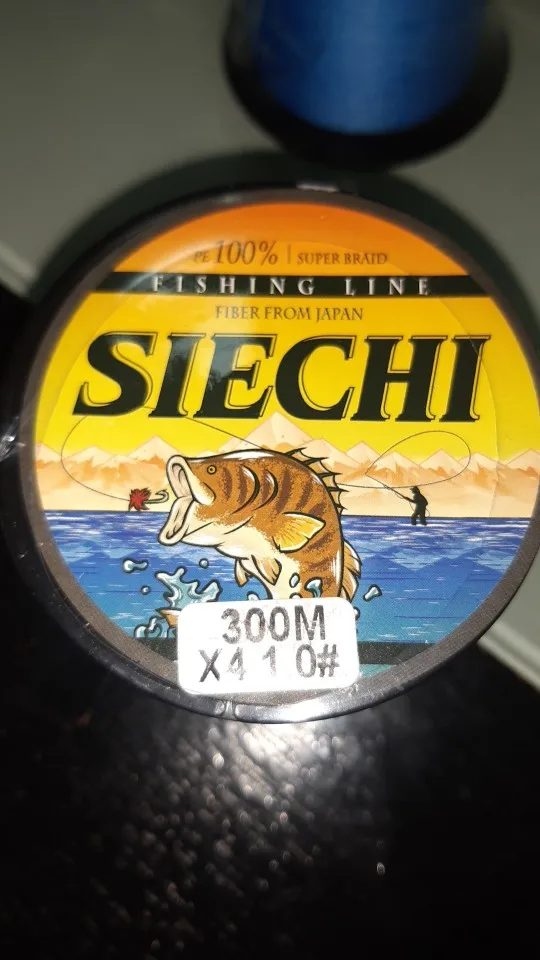 PE 100% | SUPER BRAID
FISHING LINE
FIBER FROM JAPAN
SIECHI
300M
X4 1.0#